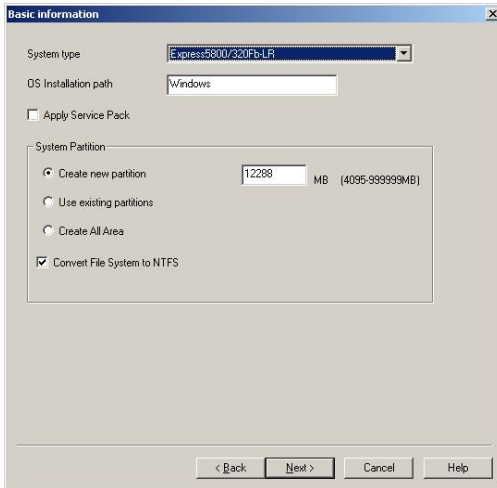 Basic information
System type
Express5800/320Fb-LR
OS Installation path
Windows
Apply Service Pack
System Partition
Create new partition
12288
MB (4095-999999MB)
Use existing partitions
Create All Area
Convert File System to NTFS
< Back
Next >
Cancel
Help